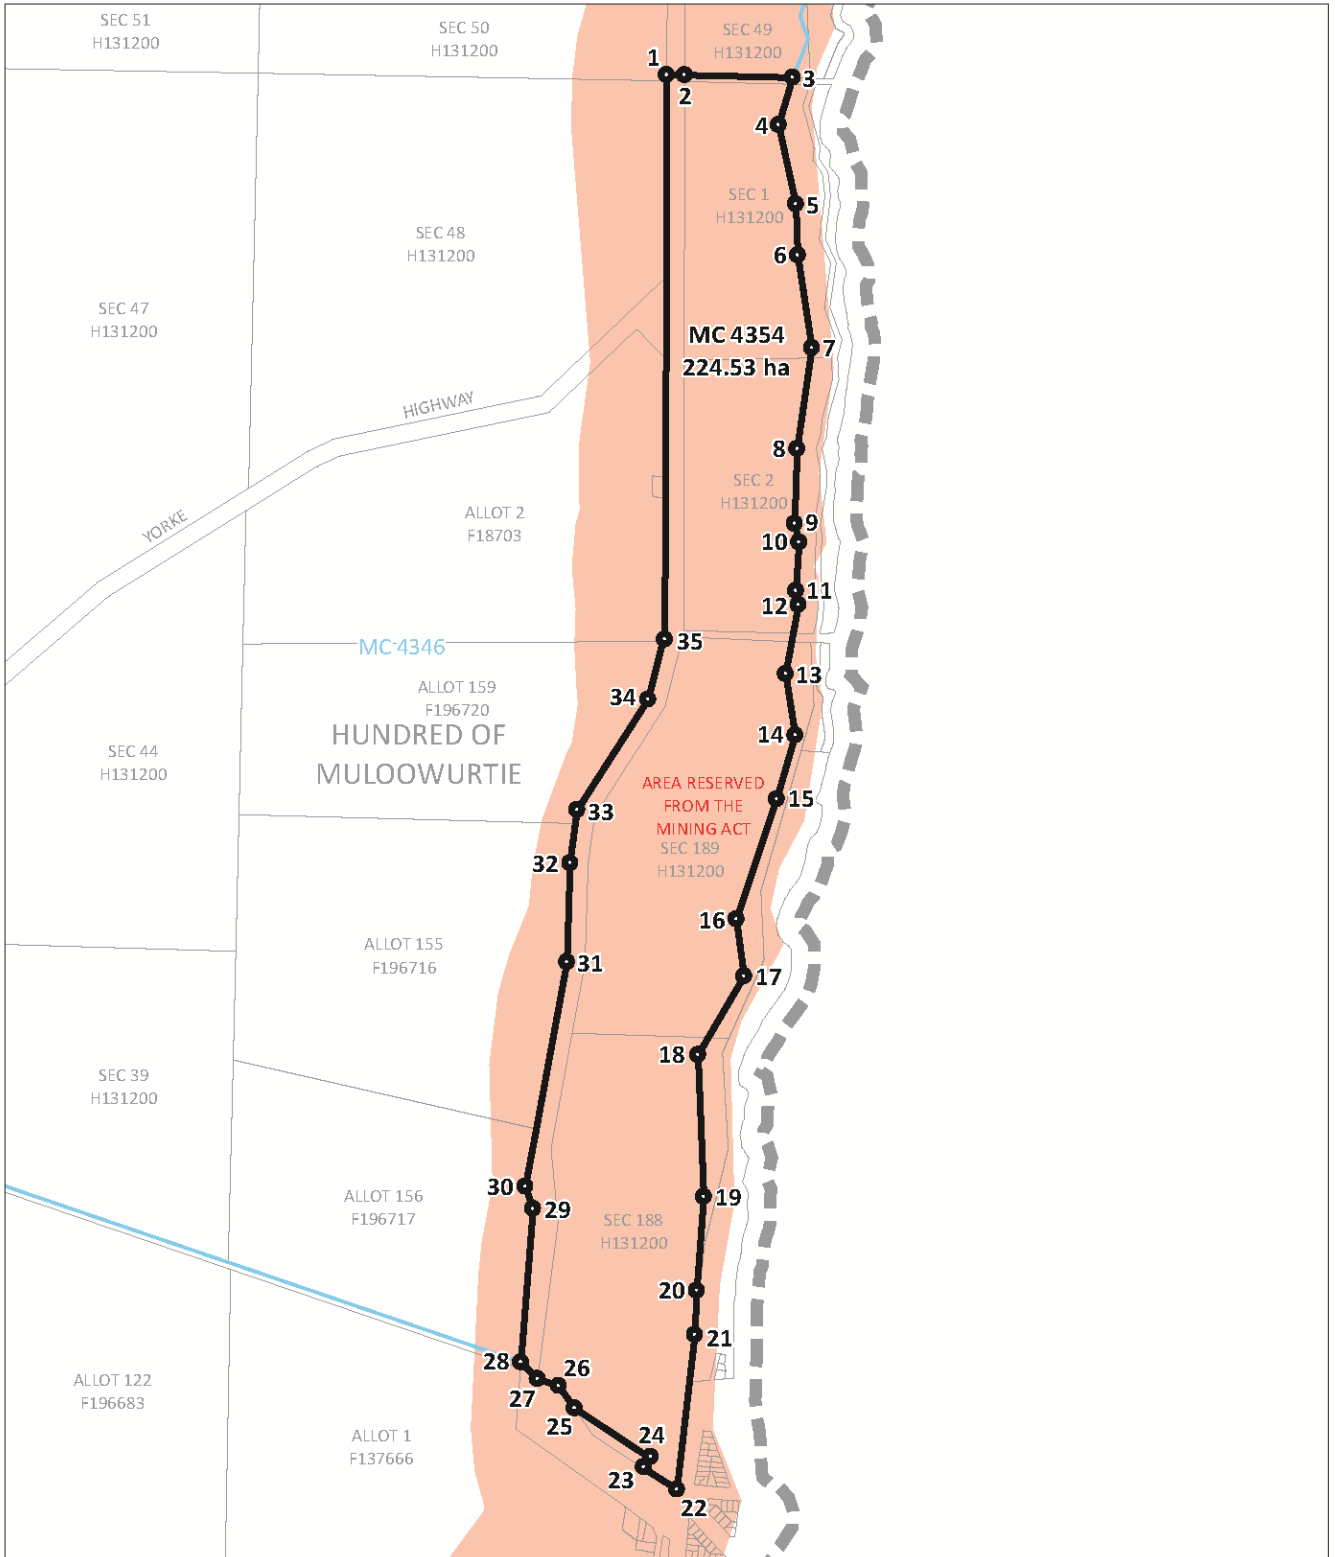 SEC 51
H131200
SEC 50
H131200
SEC 49
H131200
1
2
3
4
SEC 1
H131200
5
6
SEC 48
H131200
SEC 47
H131200
MC 4354
224.53 ha
7
HIGHWAY
8
SEC 2
H131200
YORKE
ALLOT 2
F18703
9
10
11
12
35
MC 4346
13
ALLOT 159
F196720
34
14
HUNDRED OF
MULOOWURTIE
SEC 44
H131200
AREA RESERVED
FROM THE
MINING ACT
15
33
SEC 189
H131200
32
16
ALLOT 155
F196716
31
17
18
SEC 39
H131200
30
29
19
ALLOT 156
F196717
SEC 188
H131200
20
21
28
26
27
25
ALLOT 122
F196683
ALLOT 1
F137666
24
23
22